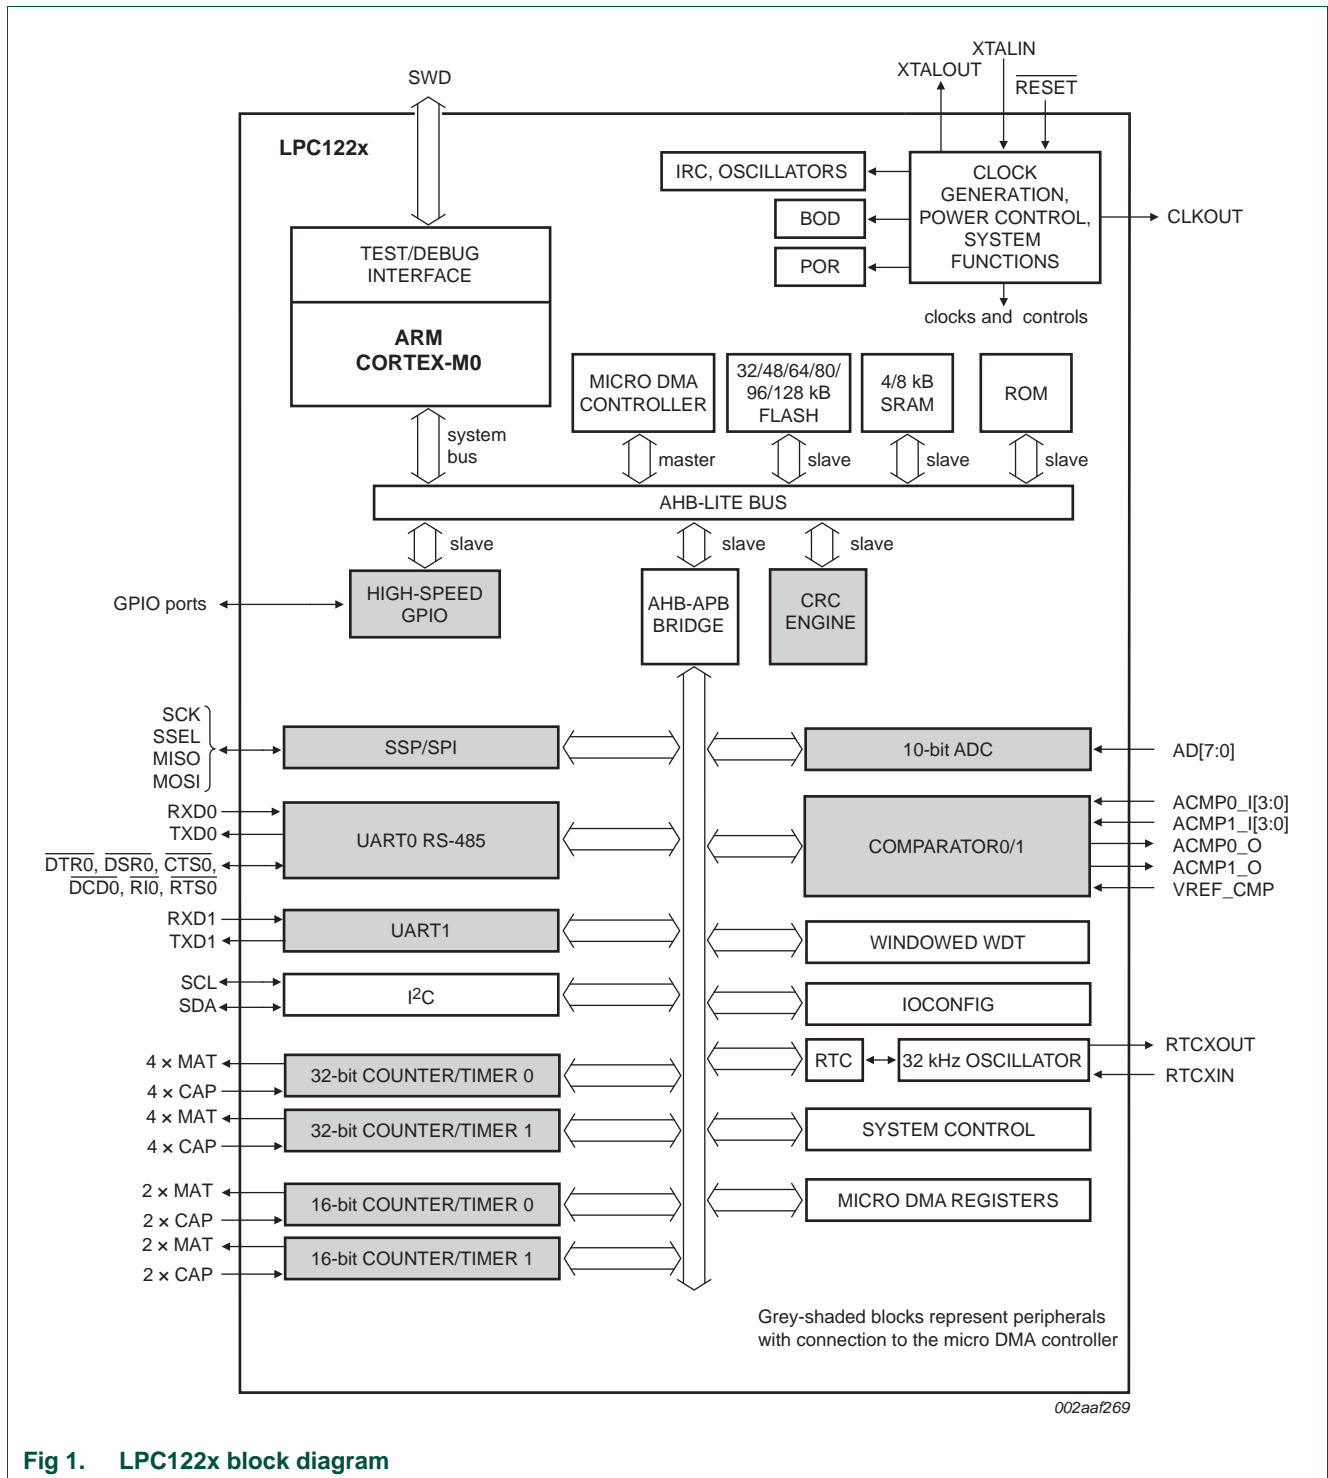 XTALIN
XTALOUT
SWD
RESET
LPC122x
IRC, OSCILLATORS
BOD
POR
CLOCK
GENERATION,
POWER CONTROL,
SYSTEM
FUNCTIONS
CLKOUT
clocks and controls
TEST/DEBUG
INTERFACE
ARM
CORTEX-M0
system
bus
MICRO DMA
CONTROLLER
master
32/48/64/80/
96/128 kB
FLASH
slave
4/8 kB
SRAM
slave
ROM
slave
AHB-LITE BUS
slave
slave
slave
GPIO ports
HIGH-SPEED
GPIO
AHB-APB
BRIDGE
CRC
ENGINE
SCK
SSEL
MISO
MOSI
SSP/SPI
10-bit ADC
AD[7:0]
RXD0
TXD0
DTR0, DSR0, CTS0,
DCD0, RI0, RTS0
UART0 RS-485
COMPARATOR0/1
ACMP0_I[3:0]
ACMP1_I[3:0]
ACMP0_O
ACMP1_O
VREF_CMP
RXD1
TXD1
UART1
WINDOWED WDT
SCL
SDA
I2C
IOCONFIG
4 × MAT
4 × CAP
32-bit COUNTER/TIMER 0
RTC
32 kHz OSCILLATOR
RTCXOUT
RTCXIN
4 × MAT
4 × CAP
32-bit COUNTER/TIMER 1
SYSTEM CONTROL
2 × MAT
2 × CAP
16-bit COUNTER/TIMER 0
MICRO DMA REGISTERS
2 × MAT
2 × CAP
16-bit COUNTER/TIMER 1
Grey-shaded blocks represent peripherals
with connection to the micro DMA controller
002aaf269
Fig 1. LPC122x block diagram